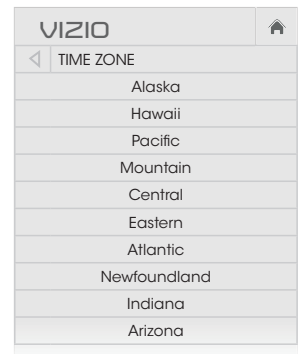 VIZIO
TIME ZONE
Alaska
Hawaii
Pacific
Mountain
Central
Eastern
Atlantic
Newfoundland
Indiana
Arizona